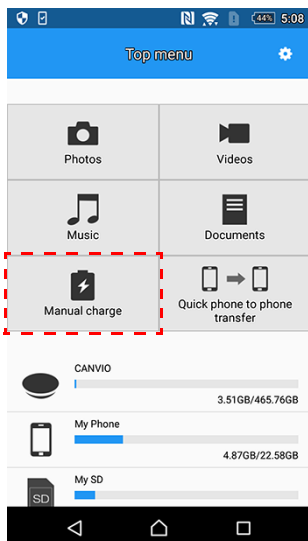 44% 5:08
Top menu
Photos
Videos
Music
Documents
Manual charge
Quick phone to phone
transfer
CANVIO
3.51GB/465.76GB
My Phone
4.87GB/22.58GB
My SD
SD